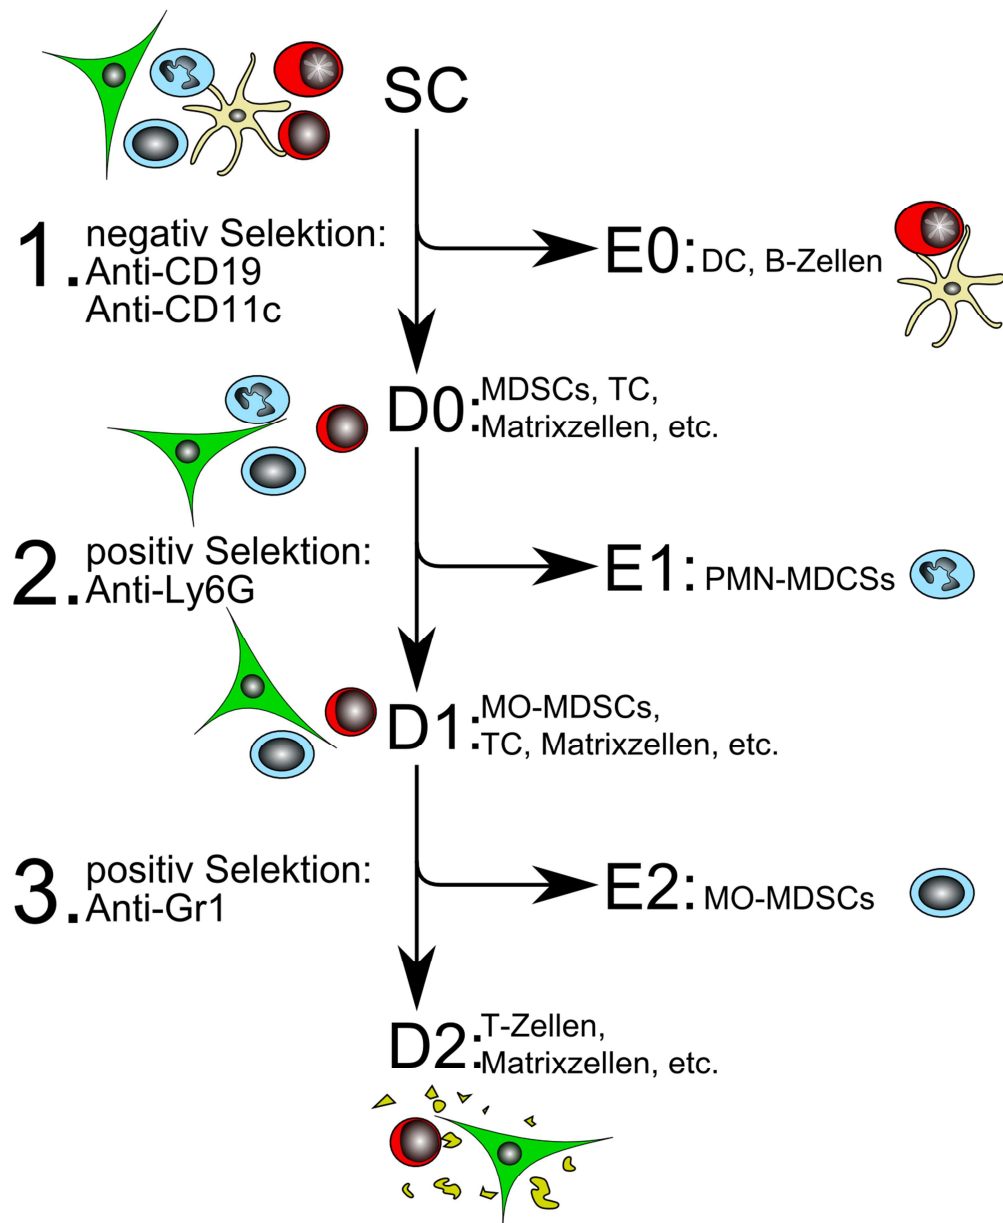 SC
1. negativ Selektion:
Anti-CD19
Anti-CD11c
E0: DC, B-Zellen
D0: MDSCs, TC,
Matrixzellen, etc.
2. positiv Selektion:
Anti-Ly6G
E1: PMN-MDCSs
D1: MO-MDSCs,
TC, Matrixzellen, etc.
3. positiv Selektion:
Anti-Gr1
E2: MO-MDSCs
D2: T-Zellen,
Matrixzellen, etc.